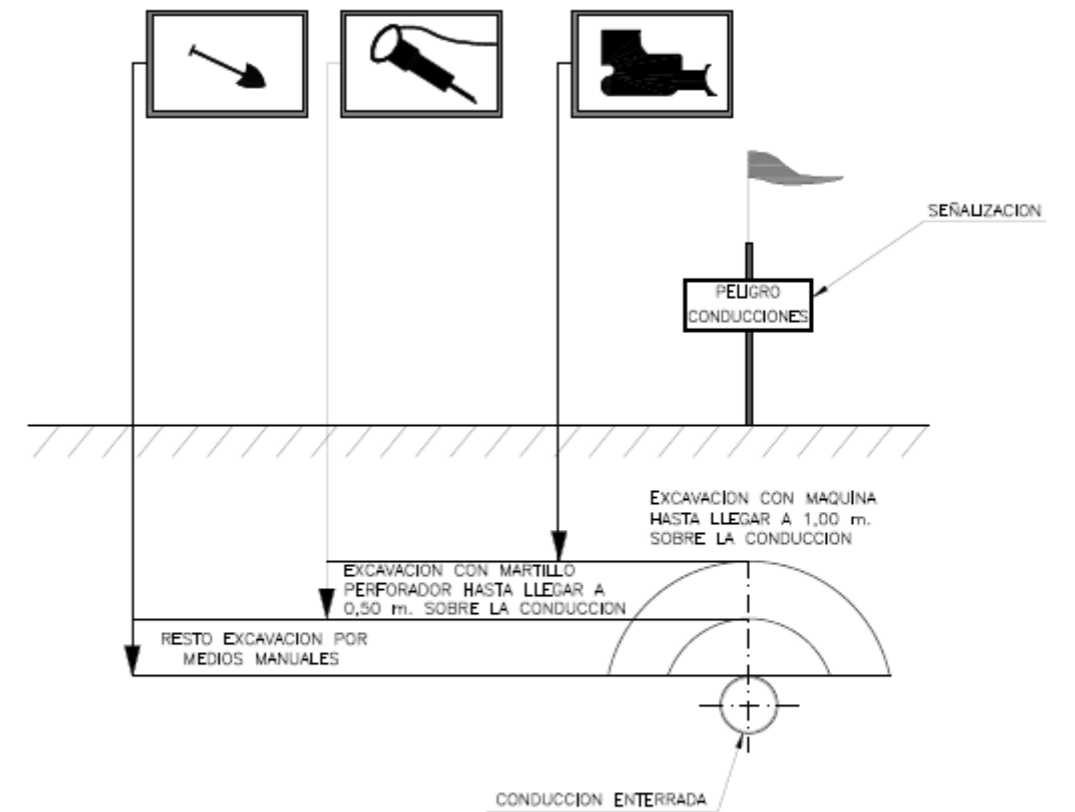 SEÑALIZACION
PELIGRO
CONDUCCIONES
EXCAVACION CON MAQUINA
HASTA LLEGAR A 1,00 m.
SOBRE LA CONDUCCION
EXCAVACION CON MARTILLO
PERFORADOR HASTA LLEGAR A
0,50 m. SOBRE LA CONDUCCION
RESTO EXCAVACION POR
MEDIOS MANUALES
CONDUCCION ENTERRADA